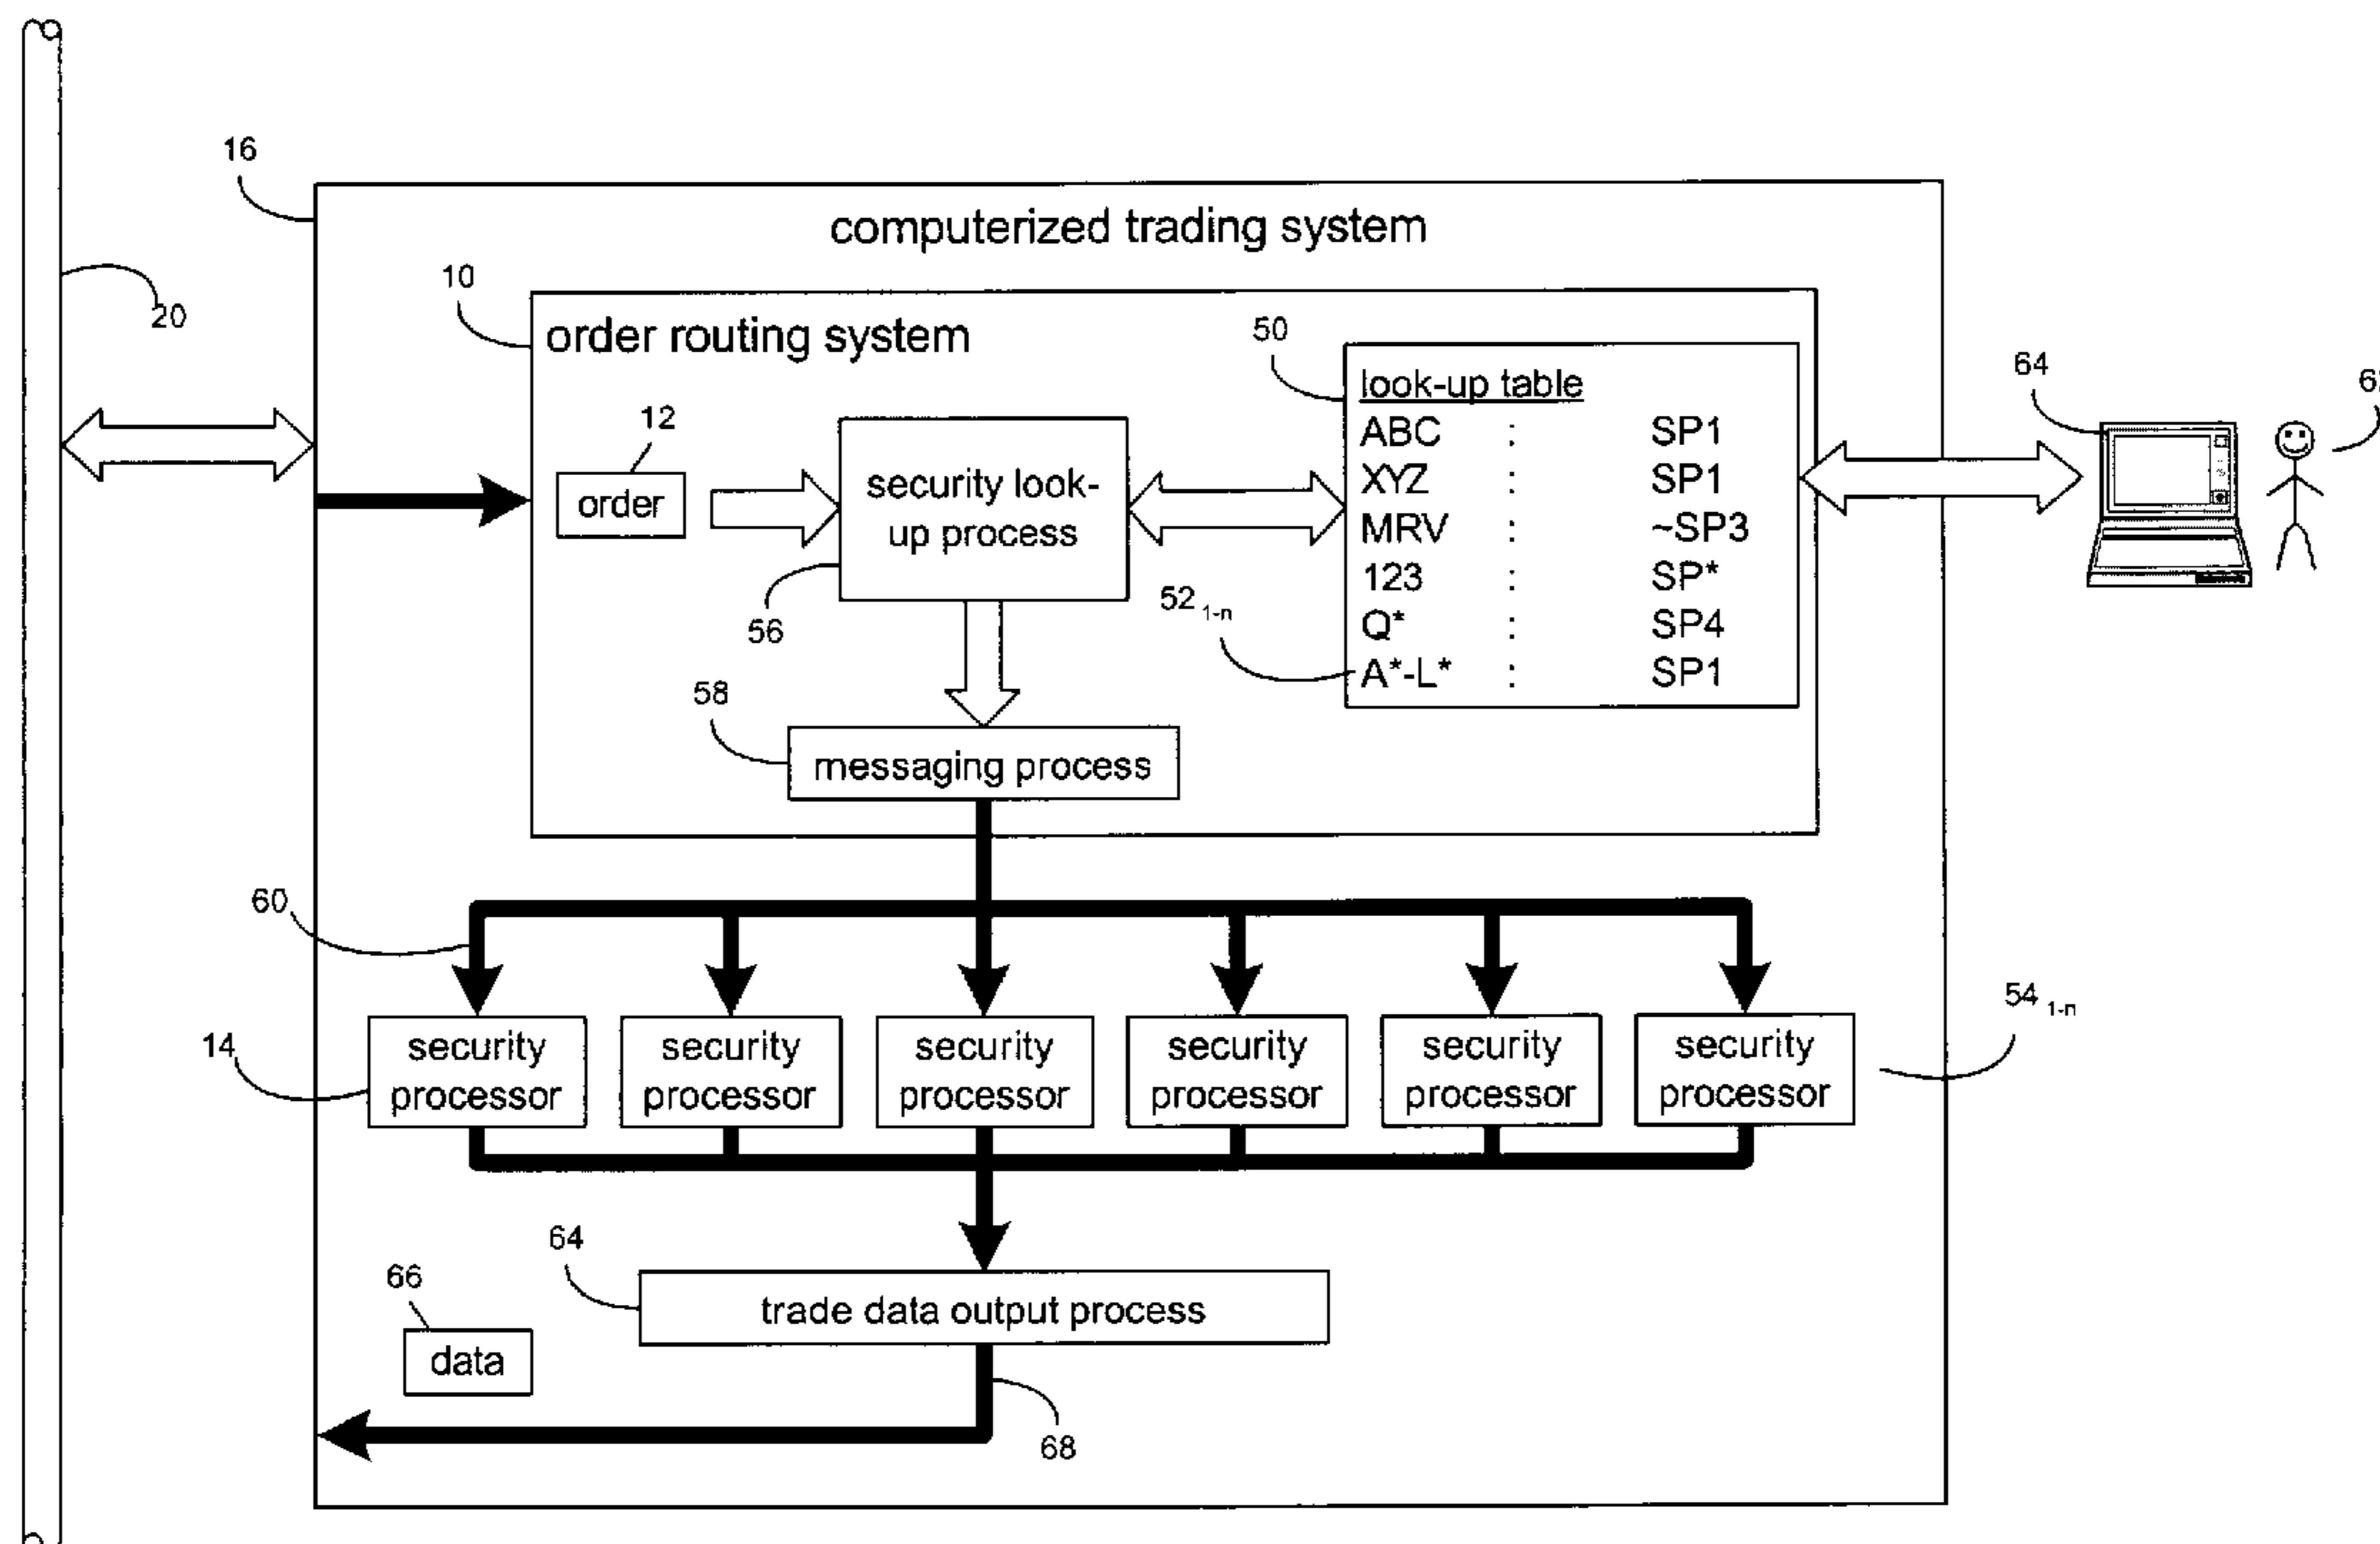 16
computerized trading system
20
10
order routing system
50
64
look-up table
12
ABC : SP1
order
security look-
up process
XYZ : SP1
MRV : ~SP3
56
123 : SP*
52 1-n
Q* : SP4
A*-L* : SP1
58
messaging process
60
54 1-n
14
security
processor
security
processor
security
processor
security
processor
security
processor
security
processor
64
trade data output process
66
data
68